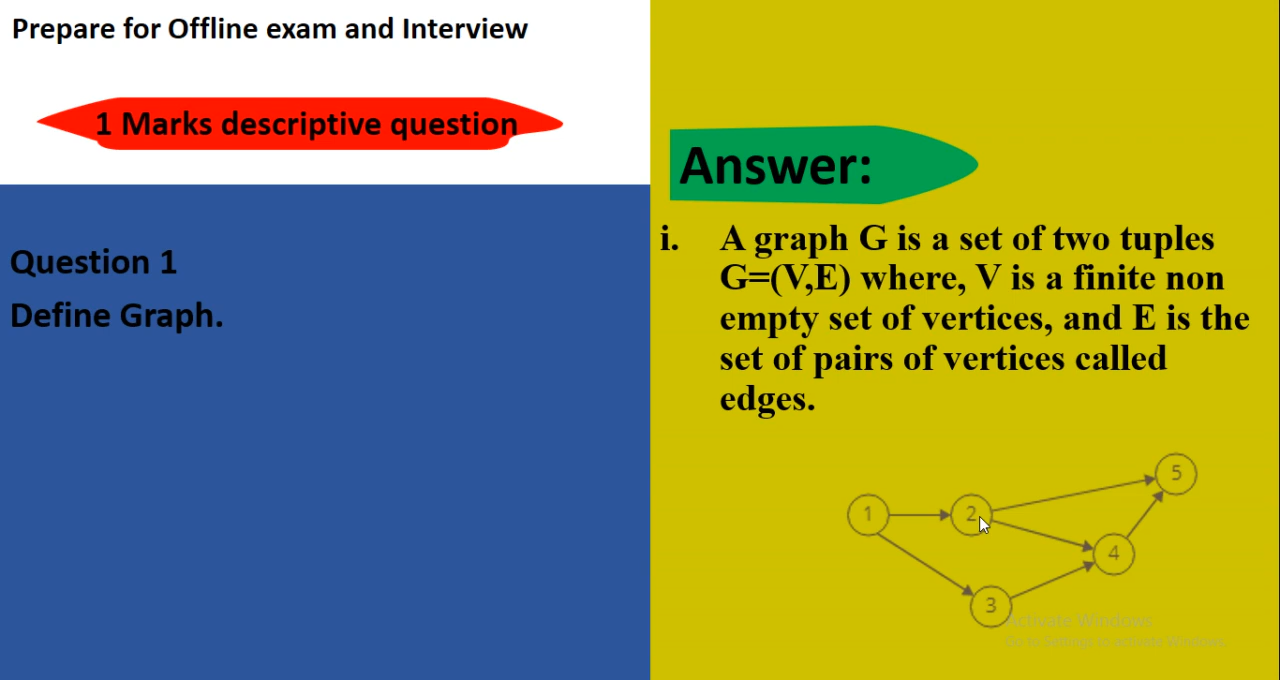 Prepare for Offline exam and Interview
1 Marks descriptive question
Question 1
Define Graph.
Answer:
i. A graph G is a set of two tuples
G=(V,E) where, V is a finite non
empty set of vertices, and E is the
set of pairs of vertices called
edges.
5
1
2
4
3
Activate Windows
Go to Settings to activate Windows.